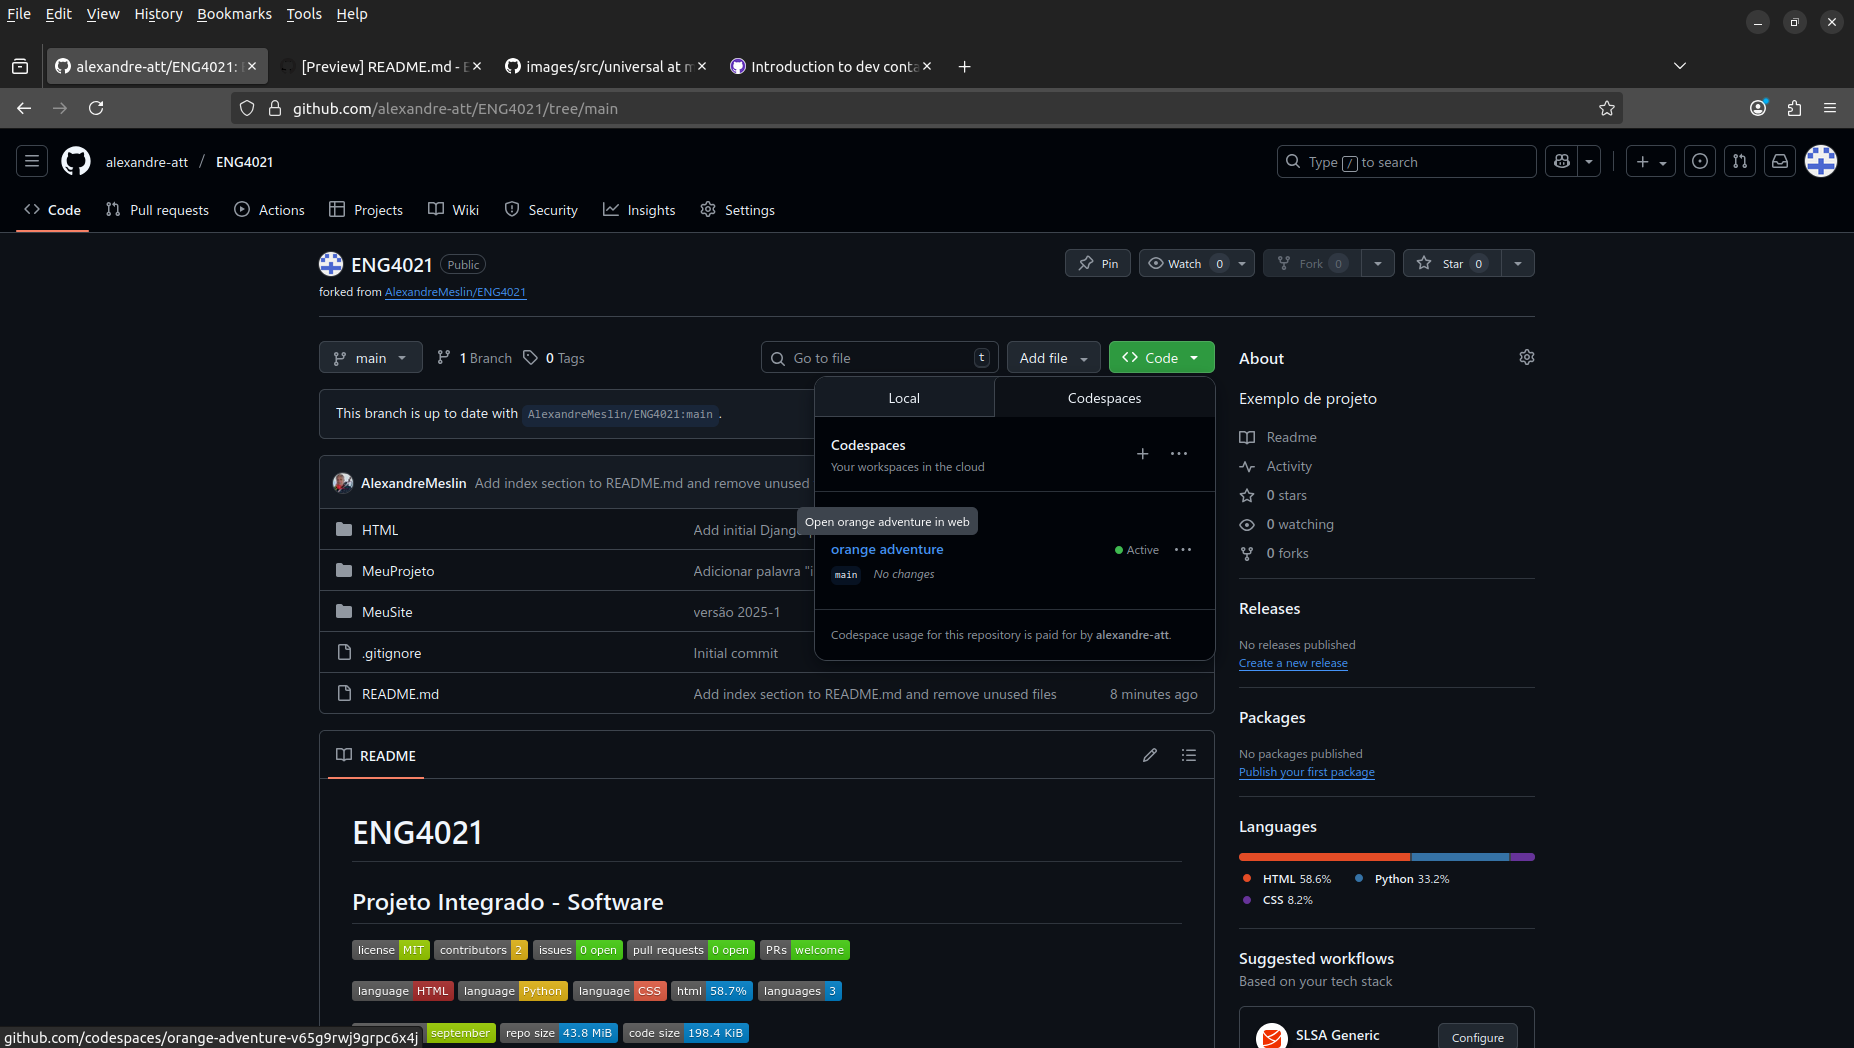 File Edit View History Bookmarks Tools Help
alexandre-att/ENG4021:
[Preview] README.md - E
images/src/universal at m
Introduction to dev conta
github.com/alexandre-att/ENG4021/tree/main
alexandre-att / ENG4021
Type / to search
Code Pull requests Actions Projects Wiki Security Insights Settings
ENG4021 Public
Pin Watch 0 Fork 0 Star 0
forked from AlexandreMeslin/ENG4021
main 1 Branch 0 Tags Go to file t Add file Code
This branch is up to date with AlexandreMeslin/ENG4021:main.
Local Codespaces
Codespaces
Your workspaces in the cloud
Open orange adventure in web
orange adventure Active
main No changes
Codespace usage for this repository is paid for by alexandre-att.
AlexandreMeslin Add index section to README.md and remove unused
HTML Add initial Django
MeuProjeto Adicionar palavra "i
MeuSite versão 2025-1
.gitignore Initial commit
README.md Add index section to README.md and remove unused files 8 minutes ago
README
ENG4021
Projeto Integrado - Software
license MIT contributors 2 issues 0 open pull requests 0 open PRs welcome
language HTML language Python language CSS html 58.7% languages 3
september repo size 43.8 MiB code size 198.4 KiB
github.com/codespaces/orange-adventure-v65g9rwj9grpc6x4j
About
Exemplo de projeto
Readme
Activity
0 stars
0 watching
0 forks
Releases
No releases published
Create a new release
Packages
No packages published
Publish your first package
Languages
HTML 58.6% Python 33.2%
CSS 8.2%
Suggested workflows
Based on your tech stack
SLSA Generic Configure